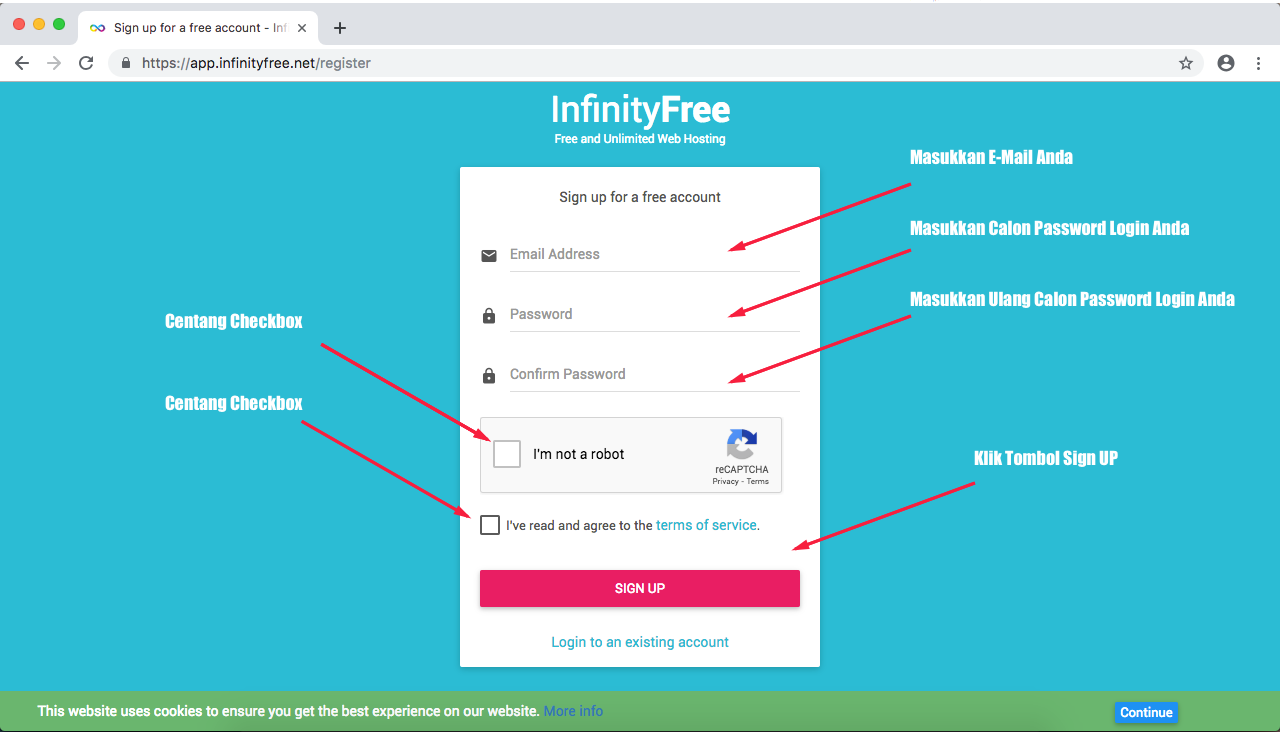 Sign up for a free account - Inf
https://app.infinityfree.net/register
InfinityFree
Free and Unlimited Web Hosting
Masukkan E-Mail Anda
Sign up for a free account
Masukkan Calon Password Login Anda
Email Address
Masukkan Ulang Calon Password Login Anda
Password
Centang Checkbox
Confirm Password
Centang Checkbox
I'm not a robot
reCAPTCHA
Privacy - Terms
Klik Tombol Sign UP
I've read and agree to the terms of service.
SIGN UP
Login to an existing account
This website uses cookies to ensure you get the best experience on our website. More info
Continue